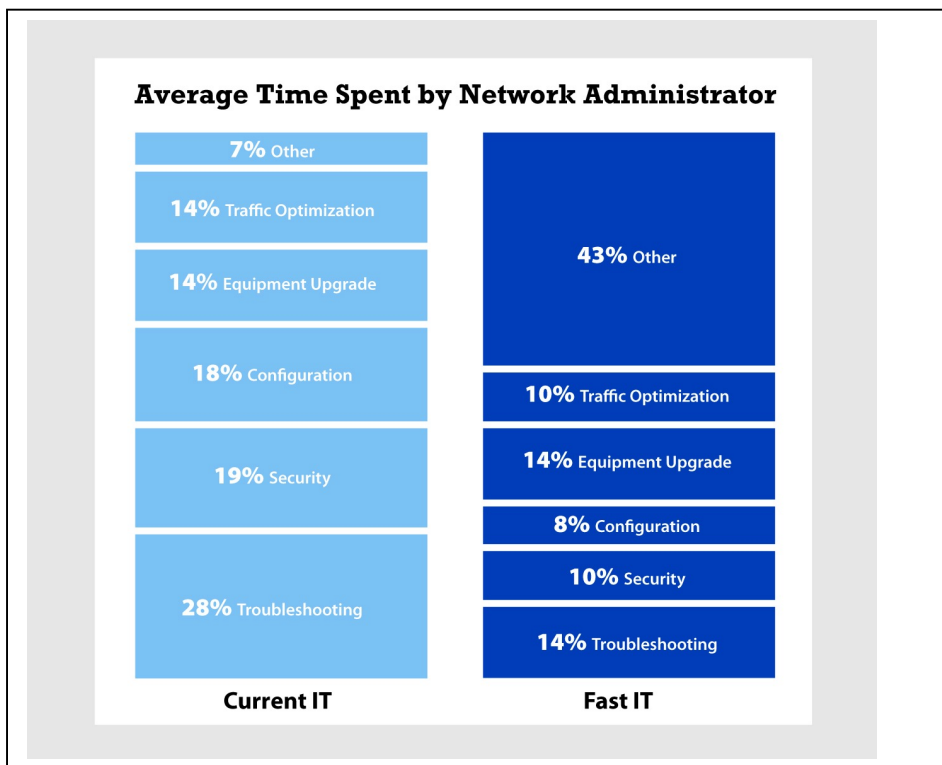 Average Time Spent by Network Administrator
7% Other
14% Traffic Optimization
14% Equipment Upgrade
18% Configuration
19% Security
28% Troubleshooting
Current IT
43% Other
10% Traffic Optimization
14% Equipment Upgrade
8% Configuration
10% Security
14% Troubleshooting
Fast IT